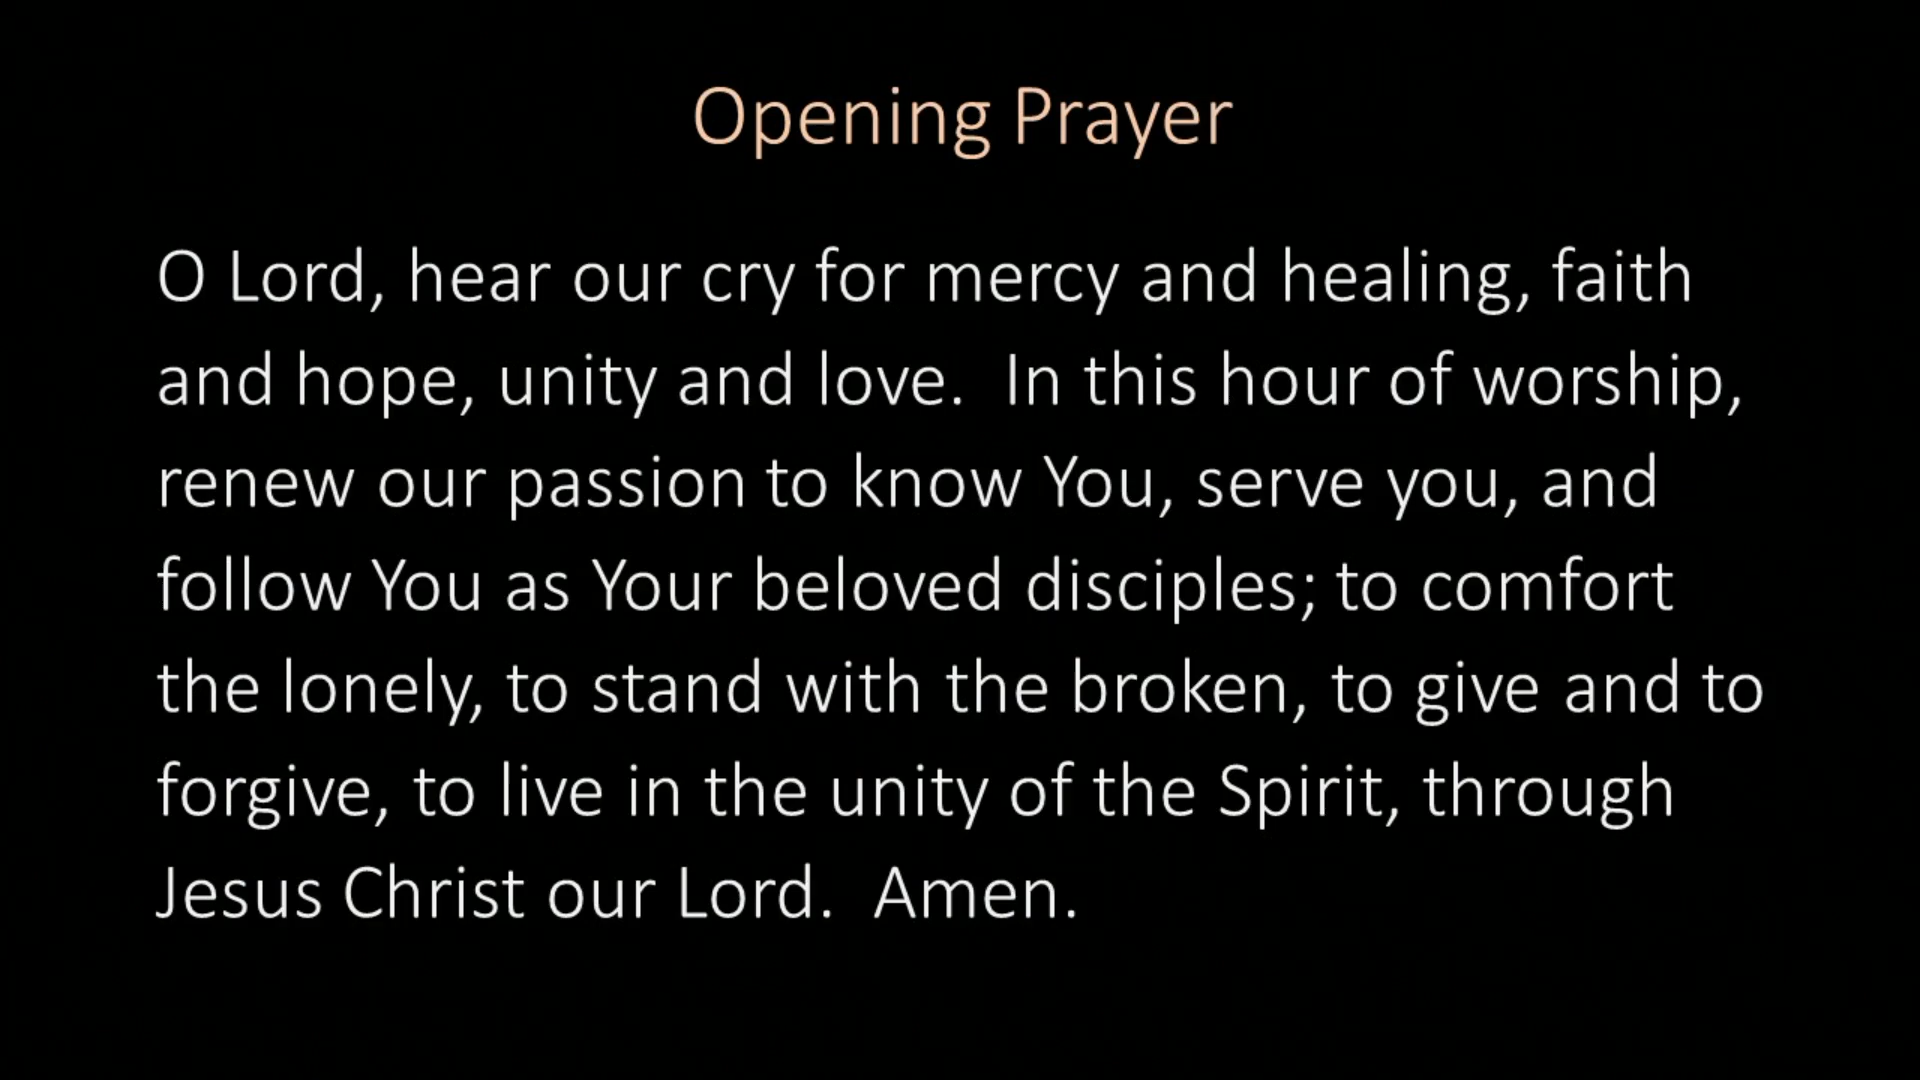 Opening Prayer
O Lord, hear our cry for mercy and healing, faith
and hope, unity and love.  In this hour of worship,
renew our passion to know You, serve you, and
follow You as Your beloved disciples; to comfort
the lonely, to stand with the broken, to give and to
forgive, to live in the unity of the Spirit, through
Jesus Christ our Lord.  Amen.